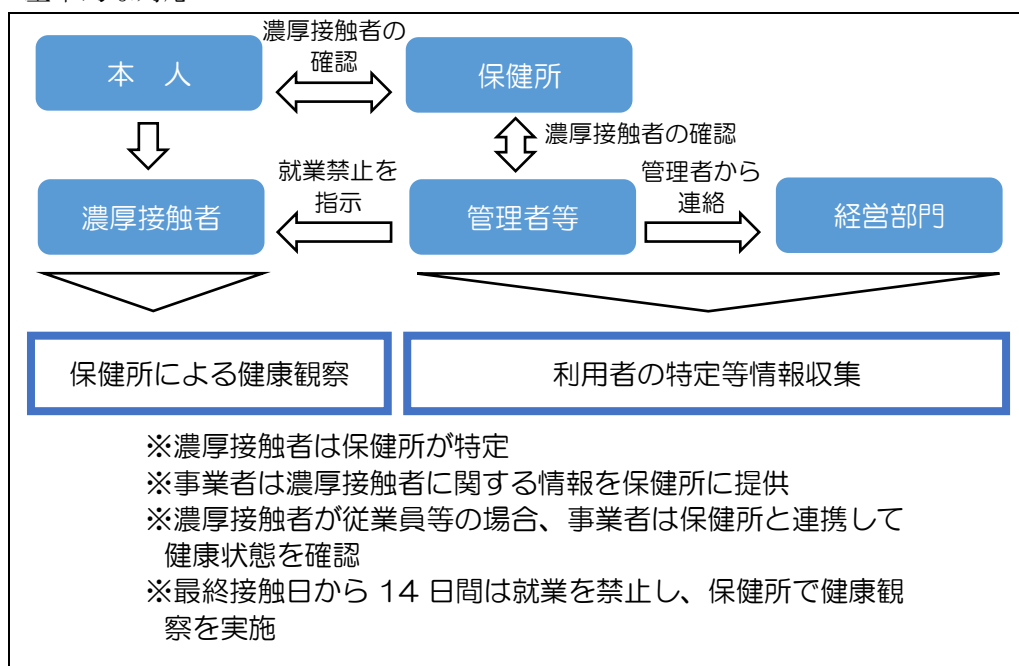 濃厚接触者の
確認
本　人
保健所
濃厚接触者の確認
就業禁止を
指示
管理者から
連絡
濃厚接触者
管理者等
経営部門
保健所による健康観察
利用者の特定等情報収集
※濃厚接触者は保健所が特定
※事業者は濃厚接触者に関する情報を保健所に提供
※濃厚接触者が従業員等の場合、事業者は保健所と連携して
健康状態を確認
※最終接触日から 14 日間は就業を禁止し、保健所で健康観
察を実施